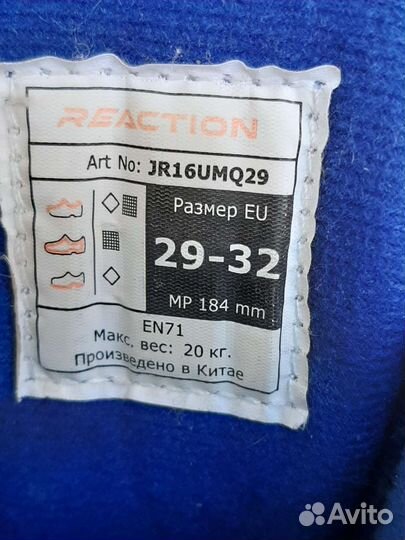 REACTION
Art No: JR16UMQ29
Размер EU
29-32
MP 184 mm
EN71
Макс. вес: 20 кг.
Произведено в Китае
Avito